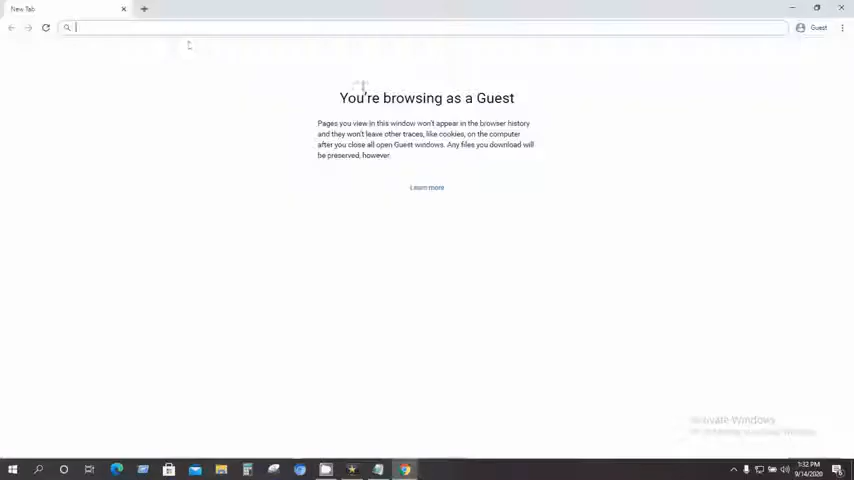 New Tab
Guest
You're browsing as a Guest
Pages you view in this window won't appear in the browser history
and they won't leave other traces, like cookies, on the computer
after you close all open Guest windows. Any files you download will
be preserved, however.
Learn more
Activate Windows
1:32 PM
9/14/2020